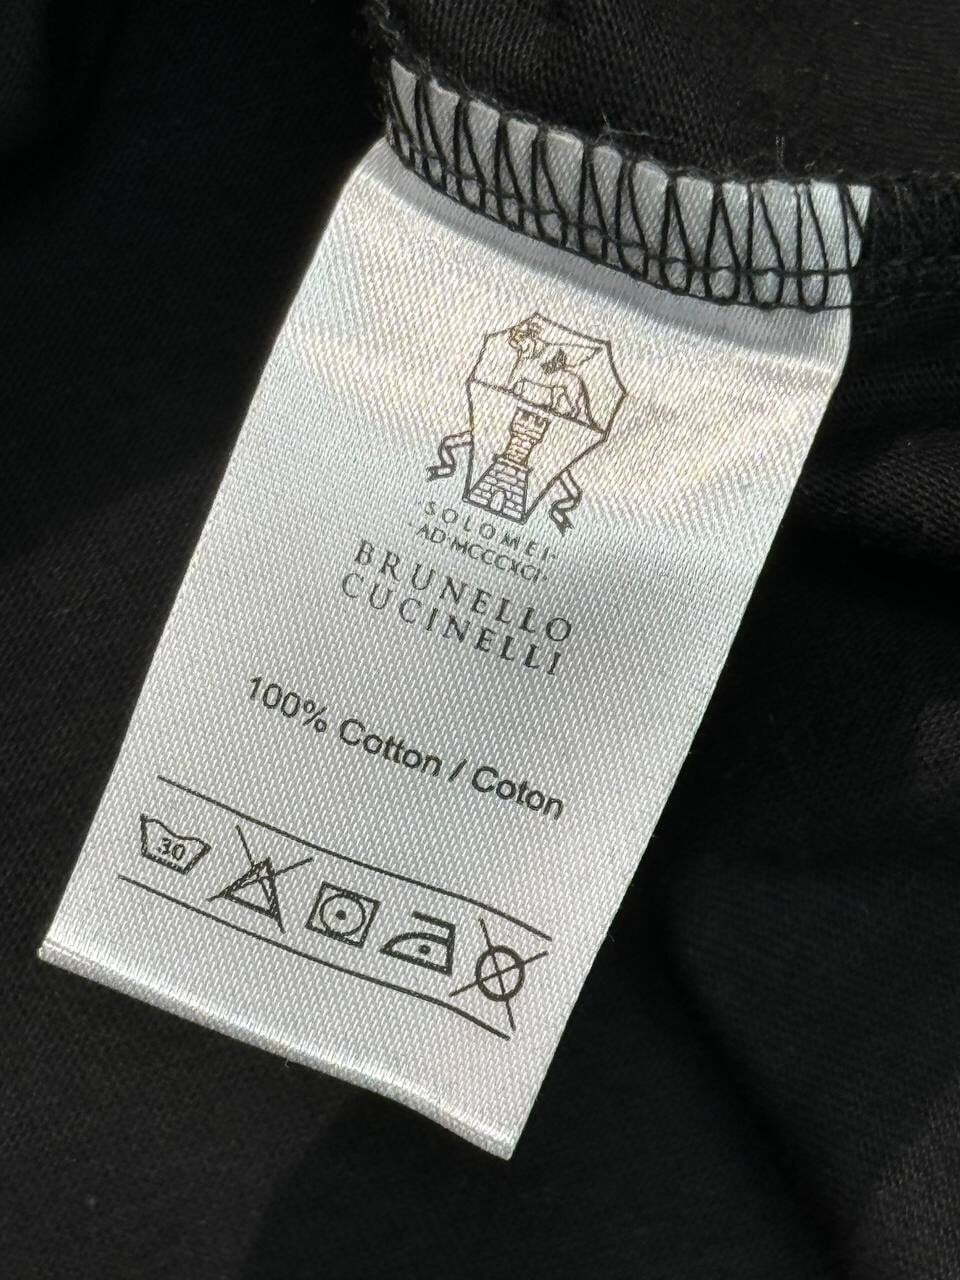 ·SOLOMEI·
·AD·MCCCXCI·
BRUNELLO
CUCINELLI
100% Cotton / Coton
30